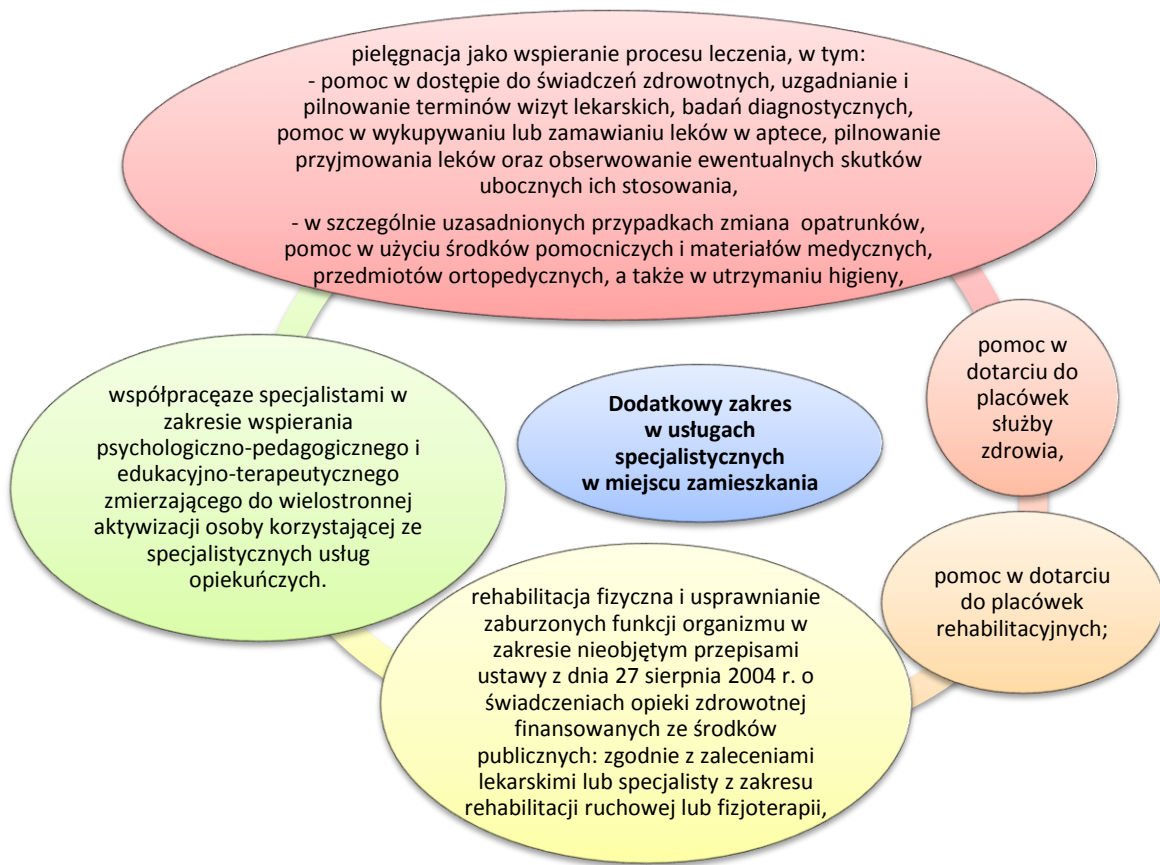 pielęgnacja jako wspieranie procesu leczenia, w tym:
- pomoc w dostępie do świadczeń zdrowotnych, uzgadnianie i
pilnowanie terminów wizyt lekarskich, badań diagnostycznych,
pomoc w wykupywaniu lub zamawianiu leków w aptece, pilnowanie
przyjmowania leków oraz obserwowanie ewentualnych skutków
ubocznych ich stosowania,
- w szczególnie uzasadnionych przypadkach zmiana opatrunków,
pomoc w użyciu środków pomocniczych i materiałów medycznych,
przedmiotów ortopedycznych, a także w utrzymaniu higieny,
pomoc w
dotarciu do
placówek
służby
zdrowia,
pomoc w dotarciu
do placówek
rehabilitacyjnych;
rehabilitacja fizyczna i usprawnianie
zaburzonych funkcji organizmu w
zakresie nieobjętym przepisami
ustawy z dnia 27 sierpnia 2004 r. o
świadczeniach opieki zdrowotnej
finansowanych ze środków
publicznych: zgodnie z zaleceniami
lekarskimi lub specjalisty z zakresu
rehabilitacji ruchowej lub fizjoterapii,
współpracęaze specjalistami w
zakresie wspierania
psychologiczno-pedagogicznego i
edukacyjno-terapeutycznego
zmierzającego do wielostronnej
aktywizacji osoby korzystającej ze
specjalistycznych usług
opiekuńczych.
Dodatkowy zakres
w usługach
specjalistycznych
w miejscu zamieszkania